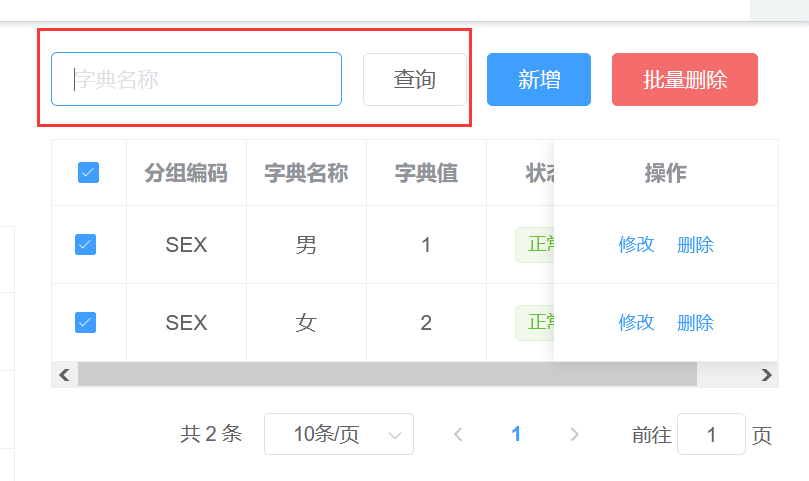 字典名称 查询 新增 批量删除
分组编码 字典名称 字典值 状态 操作
SEX 男 1 正常 修改 删除
SEX 女 2 正常 修改 删除
共 2 条 10条/页 1 前往 1 页